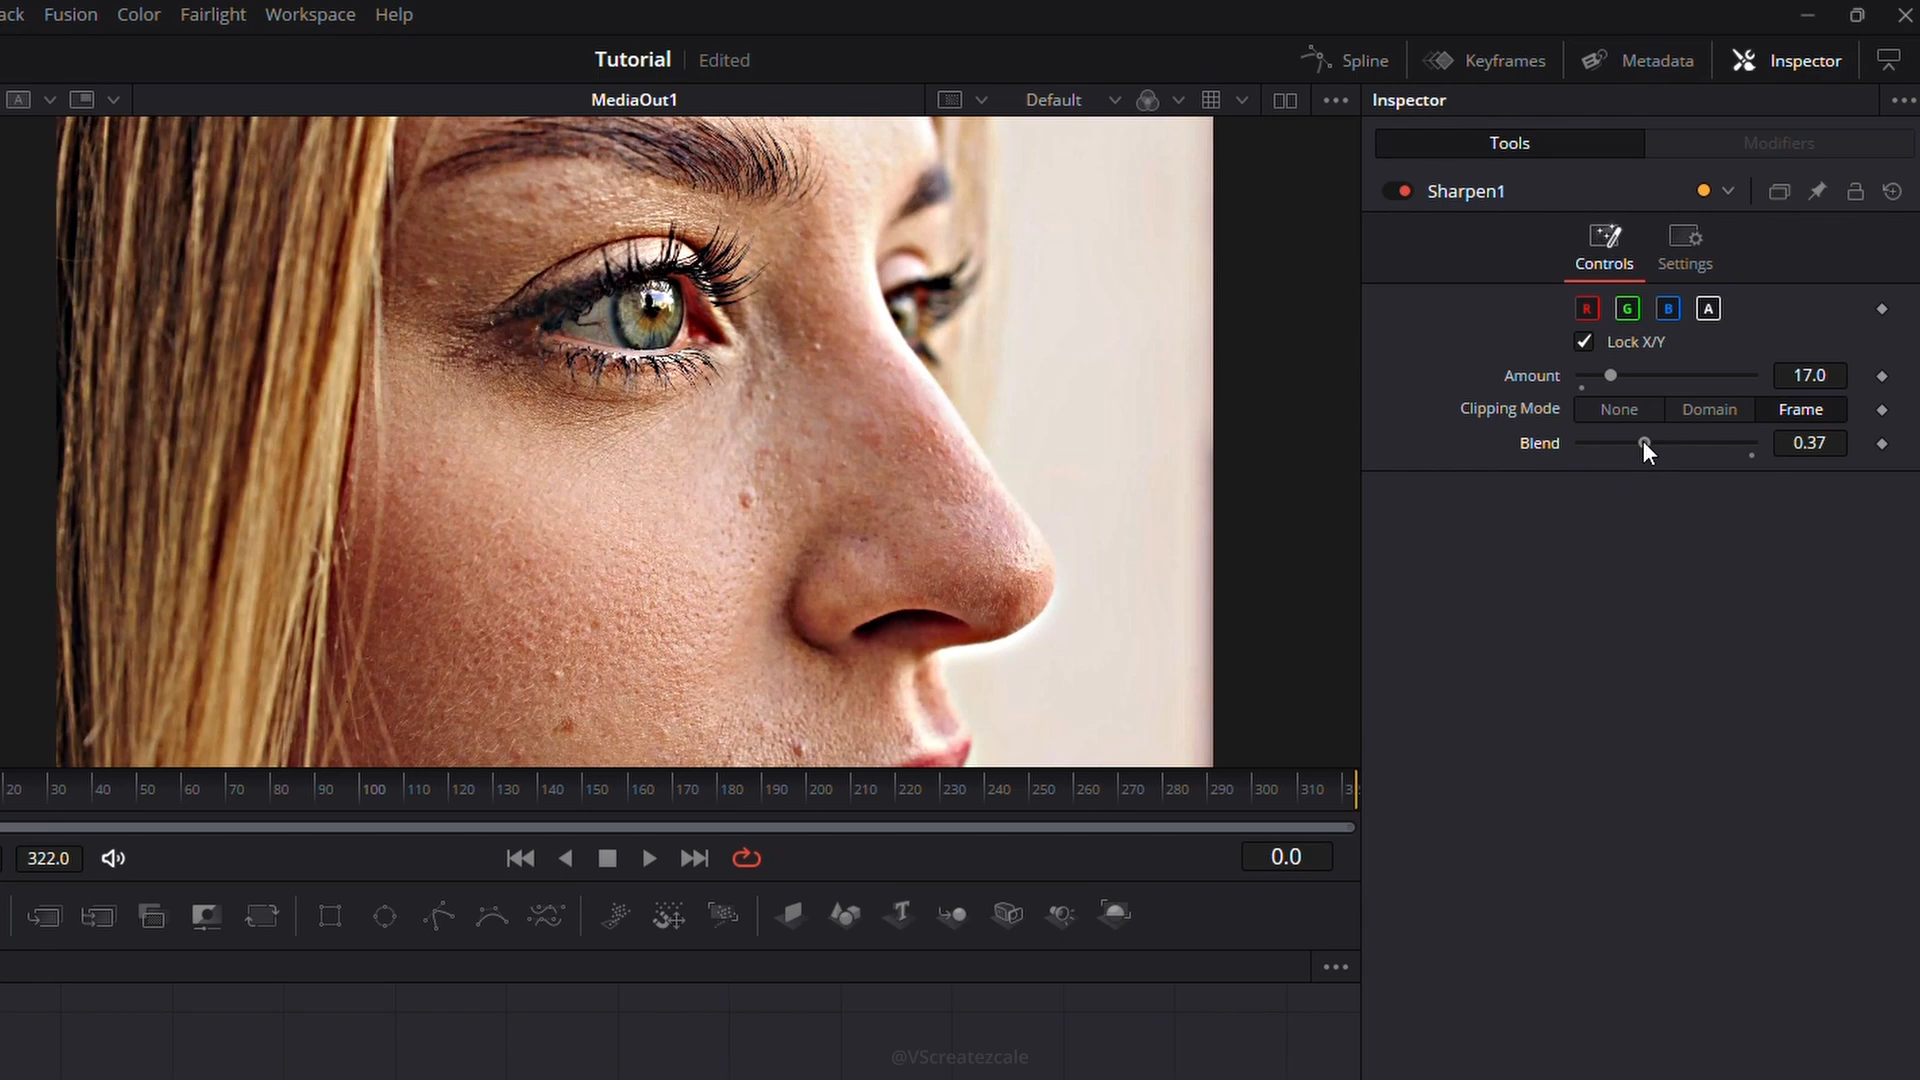 ack Fusion Color Fairlight Workspace Help
Tutorial Edited
Spline Keyframes Metadata Inspector
A MediaOut1 Default Inspector
Tools Modifiers
Sharpen1
Controls Settings
R G B A
Lock X/Y
Amount 17.0
Clipping Mode None Domain Frame
Blend 0.37
20 30 40 50 60 70 80 90 100 110 120 130 140 150 160 170 180 190 200 210 220 230 240 250 260 270 280 290 300 310 3
322.0 0.0
T
@VScreatezcale